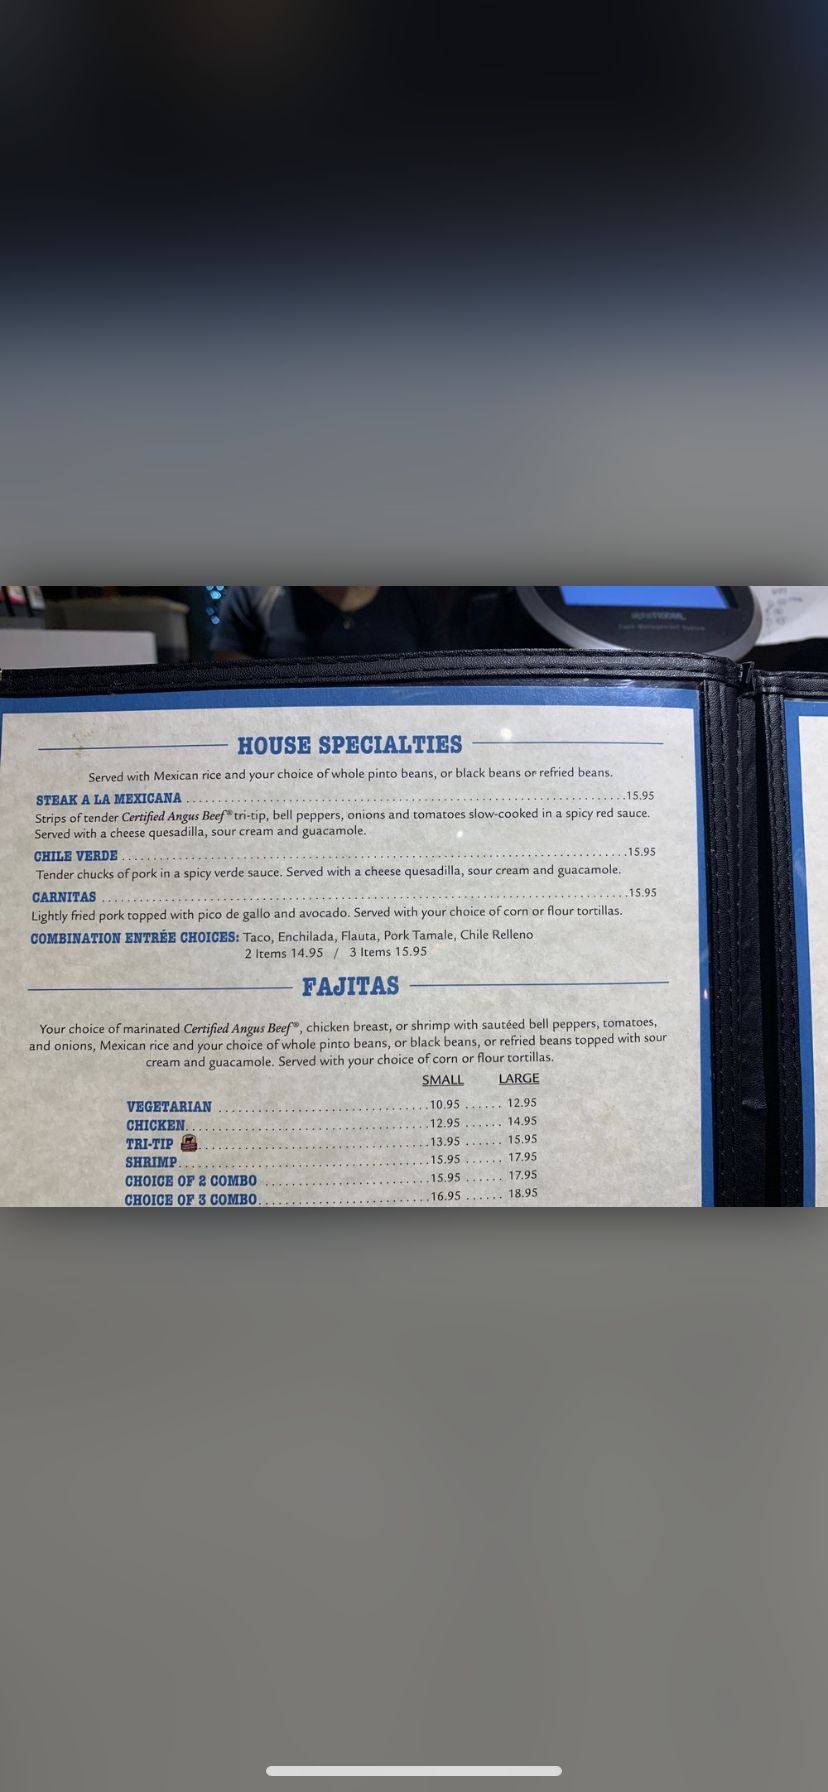 HOUSE SPECIALTIES
Served with Mexican rice and your choice of whole pinto beans, or black beans or refried beans.
STEAK A LA MEXICANA ........ 15.95
Strips of tender Certified Angus Beef® tri-tip, bell peppers, onions and tomatoes slow-cooked in a spicy red sauce.
Served with a cheese quesadilla, sour cream and guacamole.
CHILE VERDE ........ 15.95
Tender chucks of pork in a spicy verde sauce. Served with a cheese quesadilla, sour cream and guacamole.
CARNITAS ........ 15.95
Lightly fried pork topped with pico de gallo and avocado. Served with your choice of corn or flour tortillas.
COMBINATION ENTRÉE CHOICES: Taco, Enchilada, Flauta, Pork Tamale, Chile Relleno
2 Items 14.95 / 3 Items 15.95
FAJITAS
Your choice of marinated Certified Angus Beef®, chicken breast, or shrimp with sautéed bell peppers, tomatoes,
and onions, Mexican rice and your choice of whole pinto beans, or black beans, or refried beans topped with sour
cream and guacamole. Served with your choice of corn or flour tortillas.
SMALL LARGE
VEGETARIAN ........ 10.95 ...... 12.95
CHICKEN ........ 12.95 ...... 14.95
TRI-TIP ........ 13.95 ...... 15.95
SHRIMP ........ 15.95 ...... 17.95
CHOICE OF 2 COMBO ........ 15.95 ...... 17.95
CHOICE OF 3 COMBO ........ 16.95 ...... 18.95